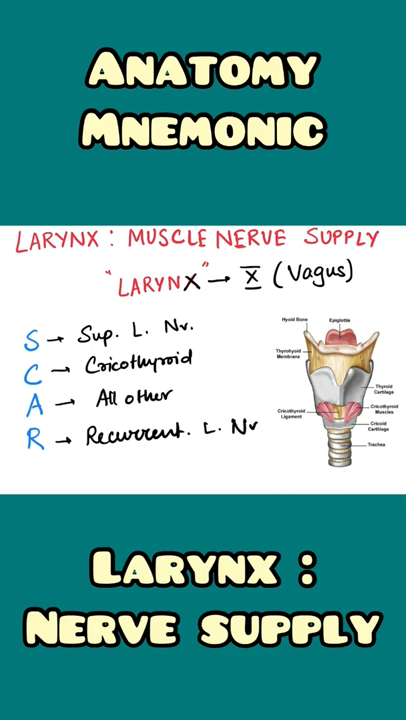 ANATOMY
MNEMONIC
LARYNX : MUSCLE NERVE SUPPLY
"LARYNX" → X (Vagus)
S → Sup. L. Nv.
C → Cricothyroid
A → All other
R → Recurrent. L. Nv
Hyoid Bone
Epiglottis
Thyrohyoid
Membrane
Thyroid
Cartilage
Cricothyroid
Ligament
Cricothyroid
Muscles
Cricoid
Cartilage
Trachea
LARYNX :
NERVE SUPPLY